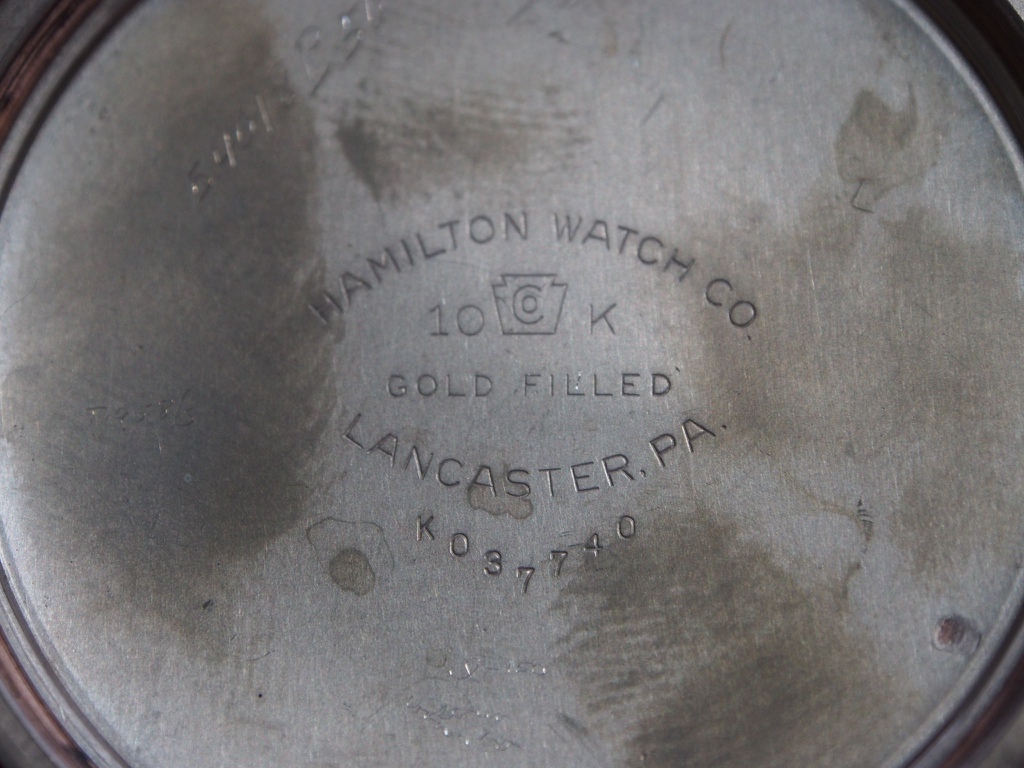 HAMILTON WATCH CO
10 C K
GOLD FILLED
LANCASTER, PA.
K037740